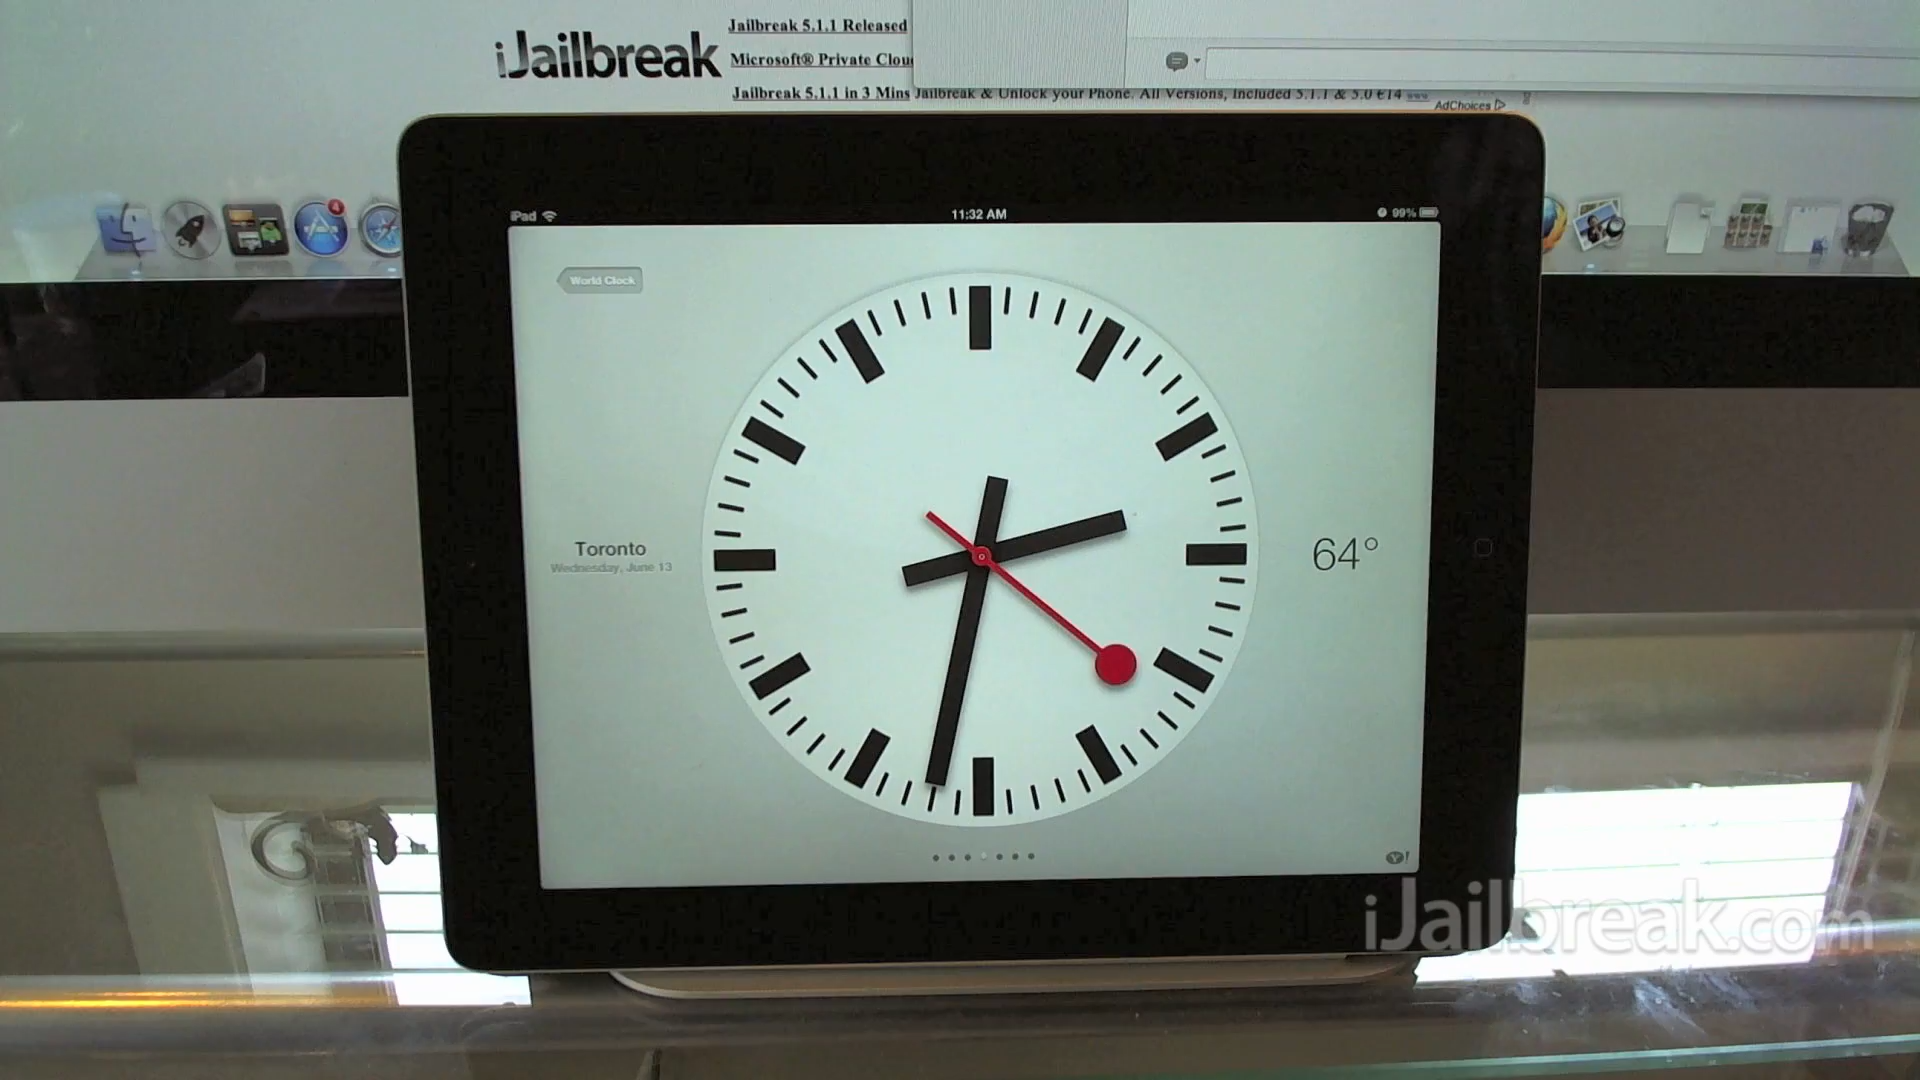 iJailbreak
Jailbreak 5.1.1 Released
Microsoft® Private Clou
Jailbreak 5.1.1 in 3 Mins Jailbreak & Unlock your Phone. All Versions, Included 5.1.1 & 5.0
AdChoices
4
iPad
11:32 AM
99%
World Clock
Toronto
Wednesday, June 13
64°
Y!
iJailbreak.com